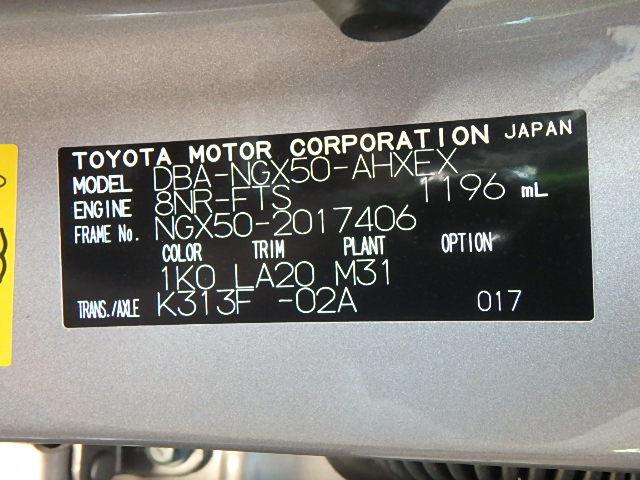 TOYOTA MOTOR CORPORATION JAPAN
MODEL DBA-NGX50-AHXEX
ENGINE 8NR-FTS 1196 mL
FRAME No. NGX50-2017406
COLOR TRIM PLANT OPTION
1K0 LA20 M31
TRANS./AXLE K313F -02A 017